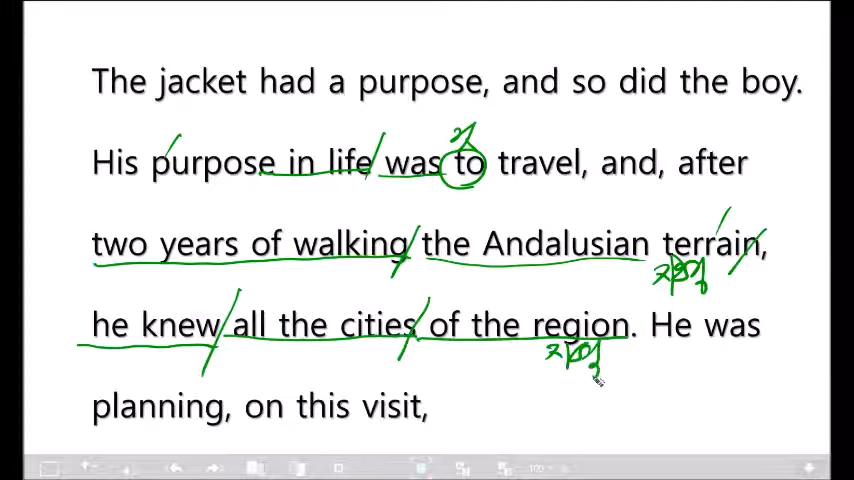 The jacket had a purpose, and so did the boy.
His purpose in life was to travel, and, after
two years of walking the Andalusian terrain,
he knew all the cities of the region. He was
planning, on this visit,